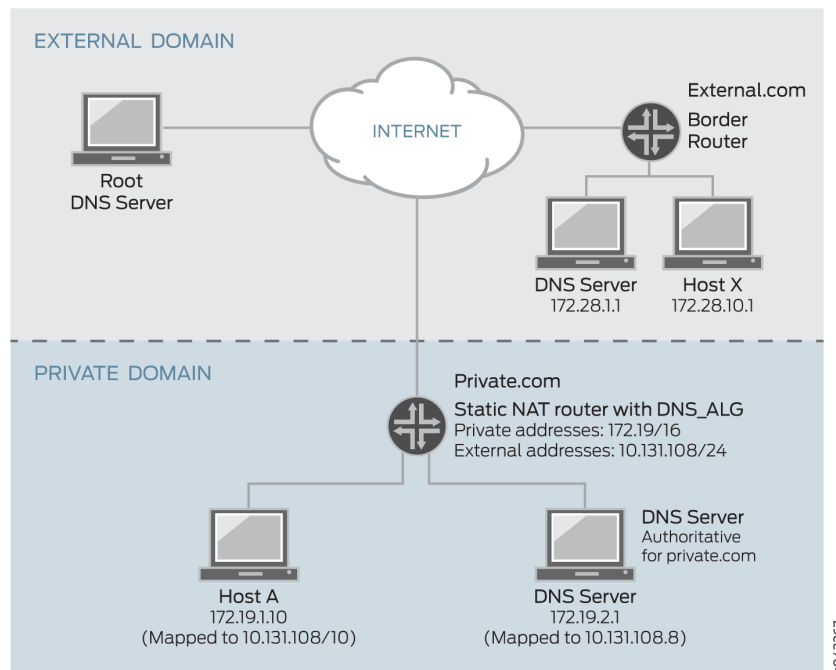 EXTERNAL DOMAIN
INTERNET
External.com
Border
Router
Root
DNS Server
DNS Server
172.28.1.1
Host X
172.28.10.1
PRIVATE DOMAIN
Private.com
Static NAT router with DNS_ALG
Private addresses: 172.19/16
External addresses: 10.131.108/24
DNS Server
Authoritative
for private.com
Host A
172.19.1.10
(Mapped to 10.131.108/10)
DNS Server
172.19.2.1
(Mapped to 10.131.108.8)